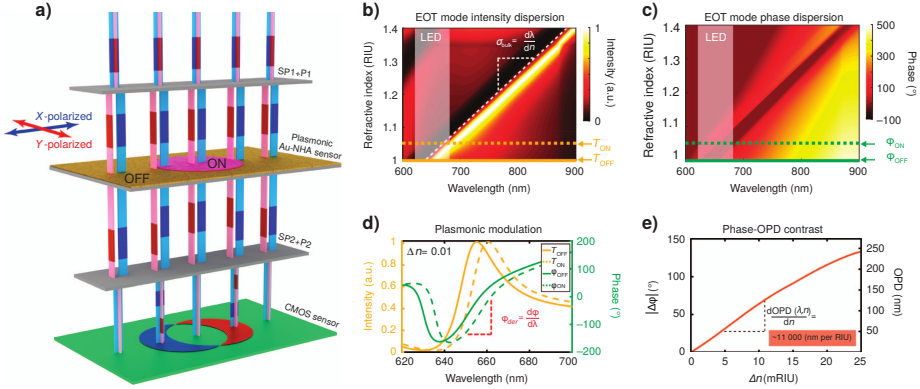 a)
SP1+P1
X-polarized
Y-polarized
Plasmonic
Au-NHA sensor
ON
OFF
SP2+P2
CMOS sensor
b)
EOT mode intensity dispersion
LED
σbulk = dλ/dn
Refractive index (RIU)
1.4
1.3
1.2
1.1
1
600
700
800
900
Wavelength (nm)
TON
TOFF
1
0
Intensity (a.u.)
c)
EOT mode phase dispersion
LED
Refractive index (RIU)
1.4
1.3
1.2
1.1
1
600
700
800
900
Wavelength (nm)
ΦON
ΦOFF
500
300
100
−100
Phase (°)
d)
Plasmonic modulation
Δn= 0.01
TOFF
TON
φOFF
φON
Φder = dφ/dλ
Intensity (a.u.)
1
0.8
0.6
0.4
0.2
0
620
640
660
680
700
Wavelength (nm)
200
100
0
−100
−200
Phase (°)
e)
Phase-OPD contrast
|Δφ| (°)
150
100
50
0
0
5
10
15
20
25
Δn (mRIU)
250
200
150
100
50
OPD (nm)
dOPD (λ,n)/dn =
~11 000 (nm per RIU)